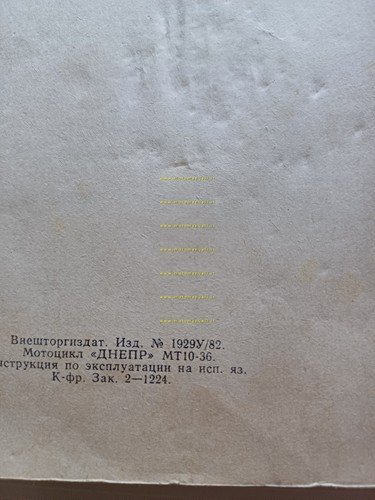 Внешторгиздат. Изд. № 1929У/82.
Мотоцикл «ДНЕПР» МТ10-36.
нструкция по эксплуатации на исп. яз.
К-фр. Зак. 2—1224.